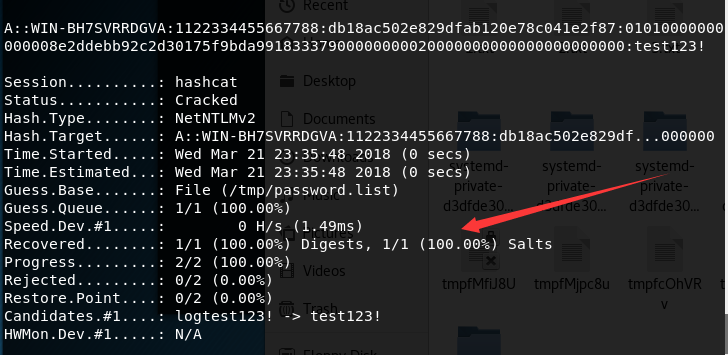 A::WIN-BH7SVRRDGVA:1122334455667788:db18ac502e829dfab120e78c041e2f87:01010000000
000008e2ddebb92c2d30175f9bda99183337900000000020000000000000000000000:test123!
Session..........: hashcat
Status...........: Cracked
Hash.Type........: NetNTLMv2
Hash.Target......: A::WIN-BH7SVRRDGVA:1122334455667788:db18ac502e829df...000000
Time.Started.....: Wed Mar 21 23:35:48 2018 (0 secs)
Time.Estimated...: Wed Mar 21 23:35:48 2018 (0 secs)
Guess.Base.......: File (/tmp/password.list)
Guess.Queue......: 1/1 (100.00%)
Speed.Dev.#1.....: 0 H/s (1.49ms)
Recovered........: 1/1 (100.00%) Digests, 1/1 (100.00%) Salts
Progress.........: 2/2 (100.00%)
Rejected.........: 0/2 (0.00%)
Restore.Point....: 0/2 (0.00%)
Candidates.#1....: logtest123! -> test123!
HWMon.Dev.#1.....: N/A
Recent
Desktop
Documents
Music
Pictures
Videos
Trash
Floppy Disk
systemd-
private-
d3dfde30...
systemd-
private-
d3dfde30...
systemd-
private-
d3dfde30...
tmpfMfiJ8U
tmpfMjpc8u
tmpfcOhVR
v